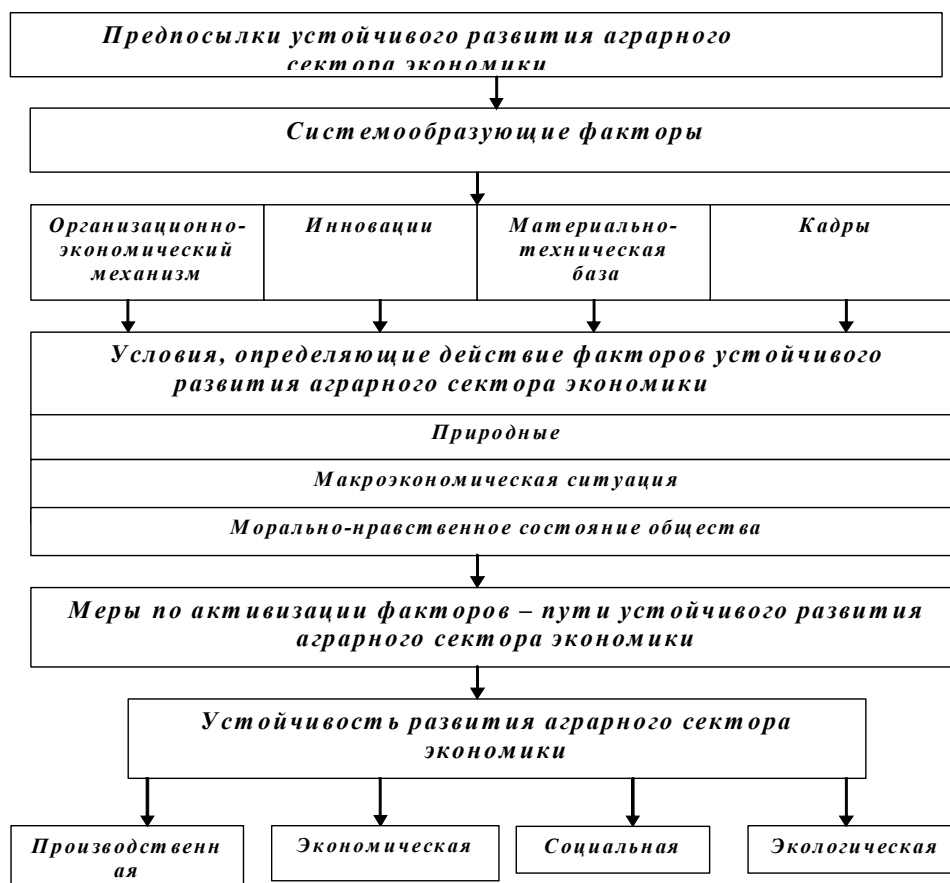 Предпосылки устойчивого развития аграрного
сектора экономики
Системообразующие факторы
Организационно-
экономический
механизм
Инновации
Материально-
техническая
база
Кадры
Условия, определяющие действие факторов устойчивого
развития аграрного сектора экономики
Природные
Макроэкономическая ситуация
Морально-нравственное состояние общества
Меры по активизации факторов – пути устойчивого развития
аграрного сектора экономики
Устойчивость развития аграрного сектора
экономики
Производственн
ая
Экономическая
Социальная
Экологическая